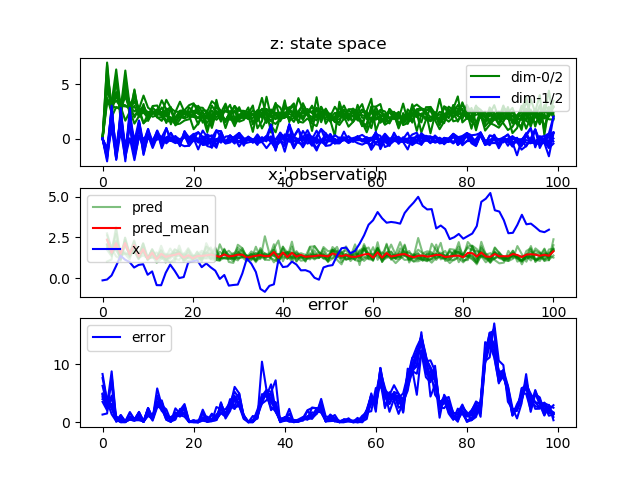 z: state space
dim-0/2
dim-1/2
5
0
0 20 40 60 80 100
x: observation
pred
pred_mean
x
5.0
2.5
0.0
0 20 40 60 80 100
error
error
10
0
0 20 40 60 80 100